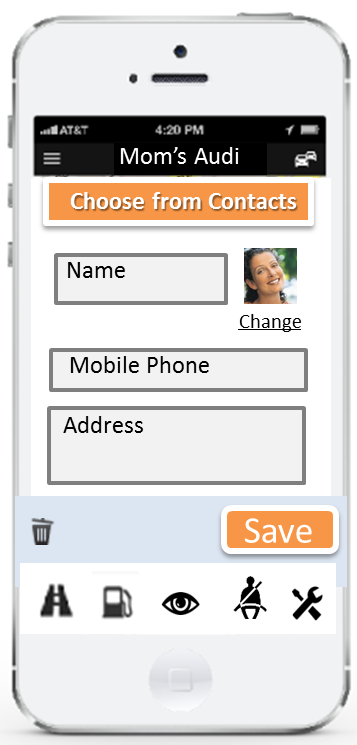 AT&T 4:20 PM
Mom's Audi
Choose from Contacts
Name
Change
Mobile Phone
Address
Save